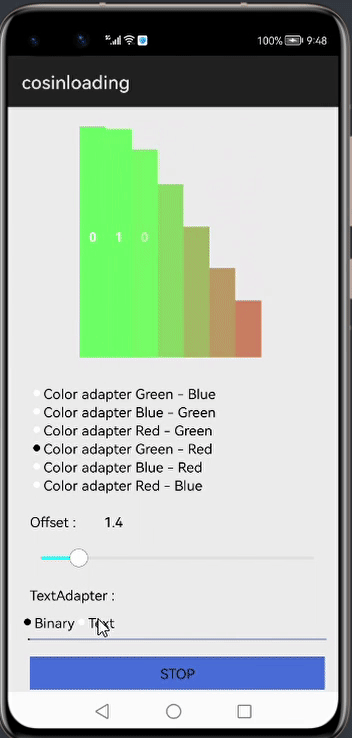 100% 9:48
cosinloading
0 1 0
Color adapter Green - Blue
Color adapter Blue - Green
Color adapter Red - Green
Color adapter Green - Red
Color adapter Blue - Red
Color adapter Red - Blue
Offset : 1.4
TextAdapter :
Binary Text
STOP